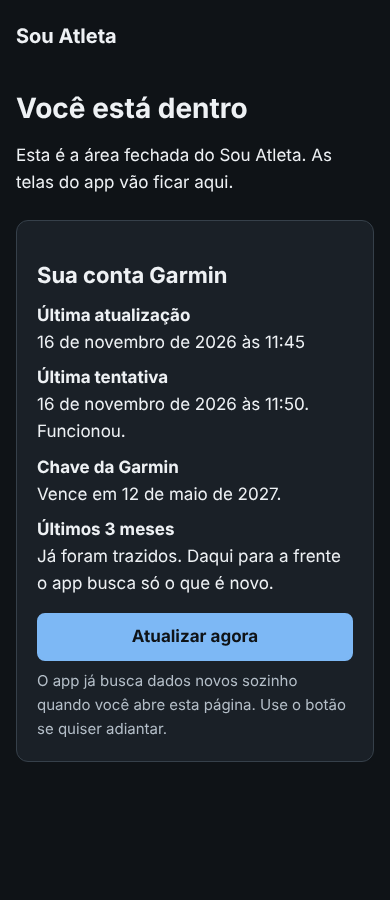 Sou Atleta
Você está dentro
Esta é a área fechada do Sou Atleta. As
telas do app vão ficar aqui.
Sua conta Garmin
Última atualização
16 de novembro de 2026 às 11:45
Última tentativa
16 de novembro de 2026 às 11:50.
Funcionou.
Chave da Garmin
Vence em 12 de maio de 2027.
Últimos 3 meses
Já foram trazidos. Daqui para a frente
o app busca só o que é novo.
Atualizar agora
O app já busca dados novos sozinho
quando você abre esta página. Use o botão
se quiser adiantar.